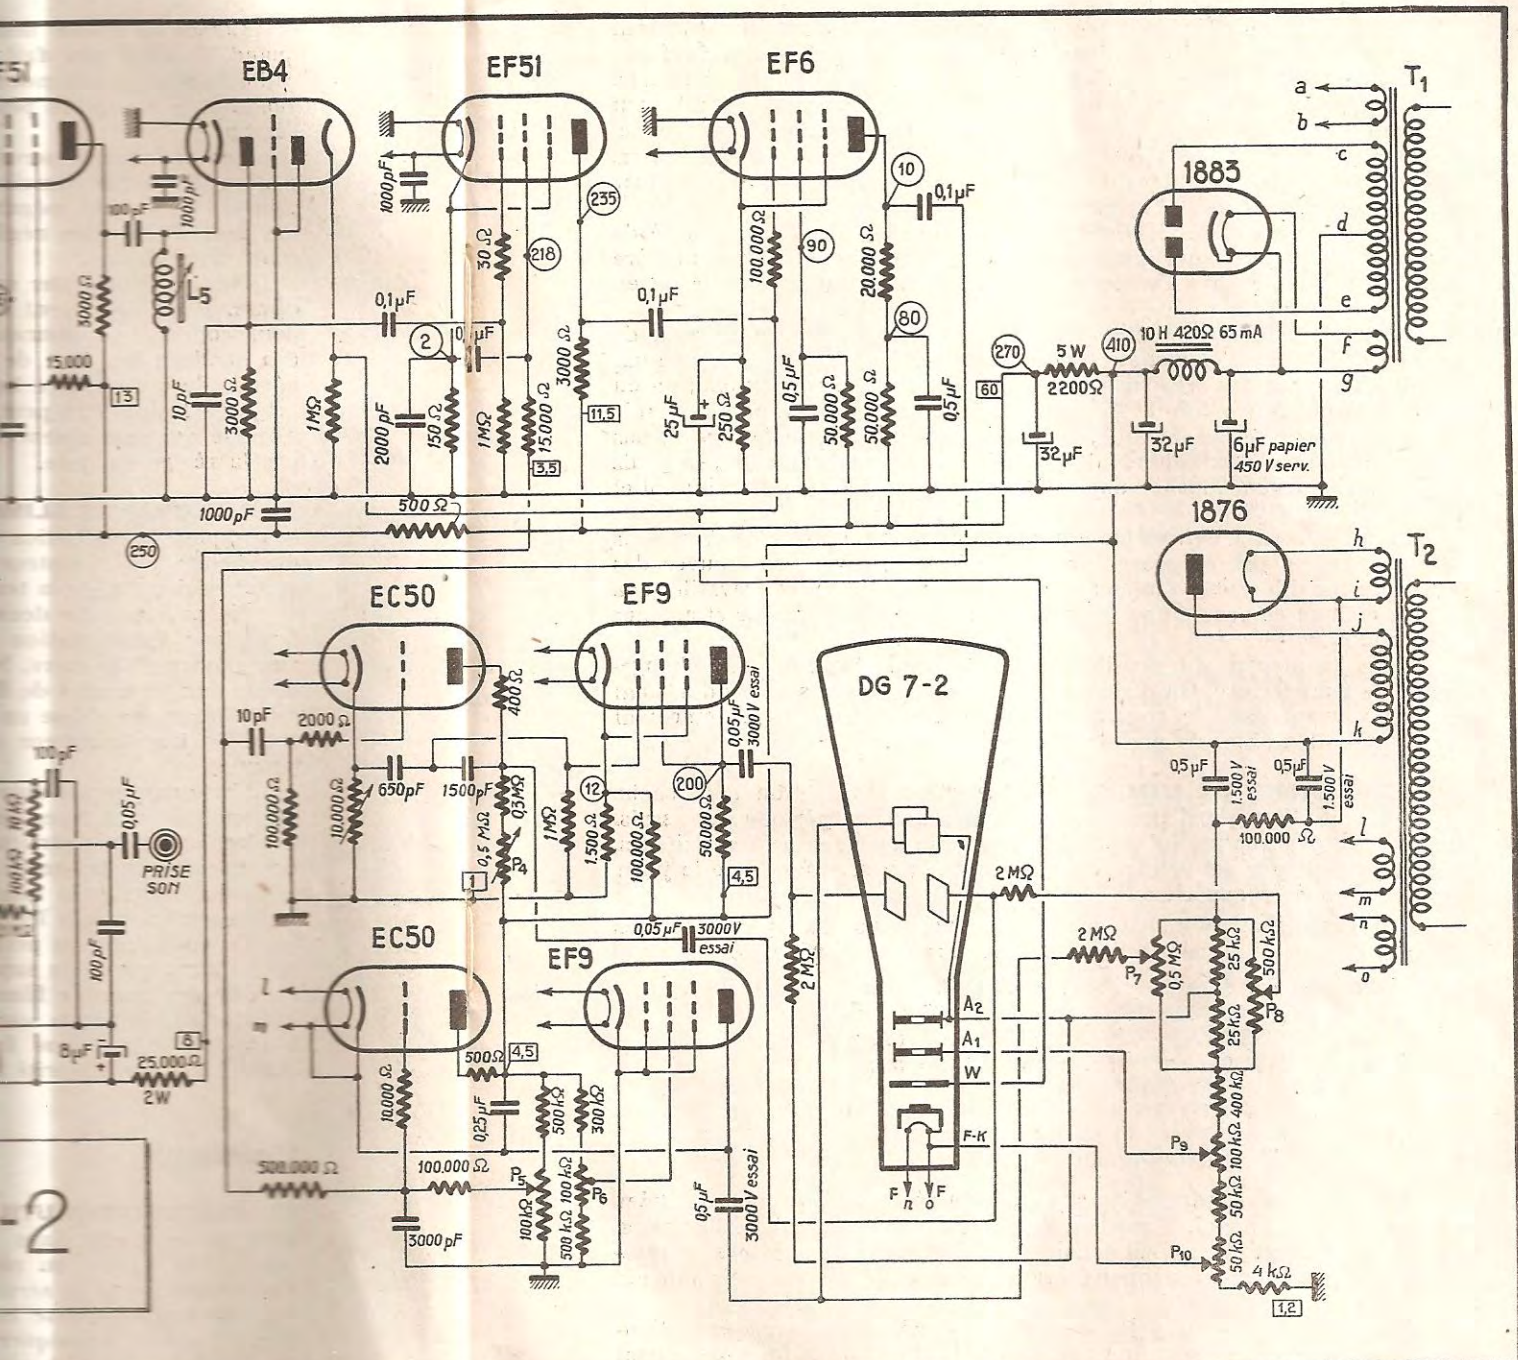 F51
EB4
EF51
EF6
a
T1
b
c
1883
d
e
f
g
1000pF
100pF
L5
3000Ω
15.000
13
10pF
3000Ω
1MΩ
1000pF
250
0,1µF
1000pF
30Ω
218
235
2
2000pF
150Ω
1MΩ
15.000Ω
3,5
500Ω
3000Ω
11,5
0,1µF
100.000Ω
90
10
0,1µF
20.000Ω
80
25µF
+
250Ω
0,5µF
50.000Ω
50.000Ω
0,5µF
60
270
5W
2200Ω
410
10H 420Ω 65mA
32µF
32µF
6µF papier
450V serv.
1876
h
T2
i
j
k
l
m
n
o
EC50
EF9
DG 7-2
10pF
2000Ω
400Ω
100.000Ω
10.000Ω
650pF
1500pF
0,3MΩ
0,5MΩ
P4
1
1MΩ
12
1.500Ω
100.000Ω
200
50.000Ω
4,5
0,05µF
3000V essai
0,5µF
1.500V
essai
0,5µF
1.500V
essai
100.000Ω
100pF
10kΩ
100kΩ
0,05µF
PRISE
SON
100pF
8µF
+
8
25.000Ω
2W
EC50
EF9
0,05µF
3000V
essai
l
m
10.000Ω
500Ω
4,5
0,25µF
500kΩ
300kΩ
500.000Ω
100.000Ω
P5
100kΩ
100kΩ
P6
500kΩ
3000pF
0,5µF
3000V essai
2MΩ
2MΩ
2MΩ
P7
0,5MΩ
25kΩ
500kΩ
P8
25kΩ
A2
A1
W
F-K
F
n
F
o
400kΩ
P9
100kΩ
50kΩ
P10
50kΩ
4kΩ
1,2
-2